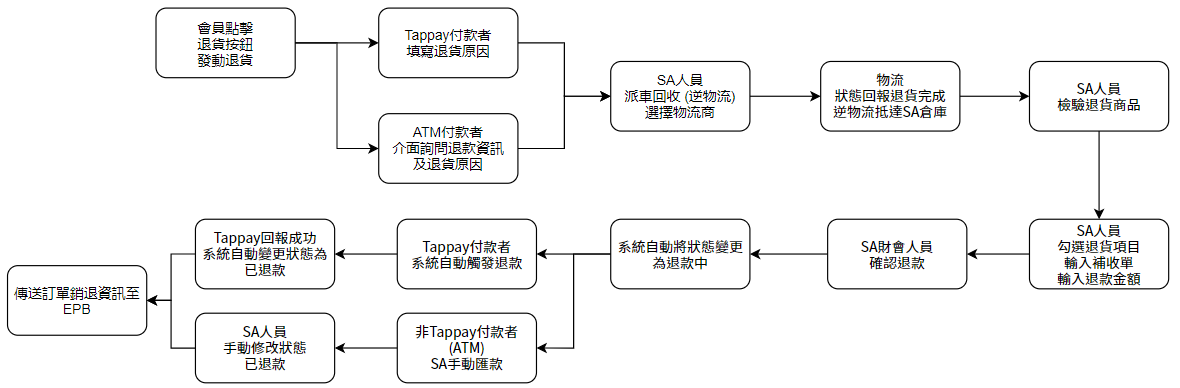 會員點擊
退貨按鈕
發動退貨
Tappay付款者
填寫退貨原因
ATM付款者
介面詢問退款資訊
及退貨原因
SA人員
派車回收 (逆物流)
選擇物流商
物流
狀態回報退貨完成
逆物流抵達SA倉庫
SA人員
檢驗退貨商品
SA人員
勾選退貨項目
輸入補收單
輸入退款金額
SA財會人員
確認退款
系統自動將狀態變更
為退款中
Tappay付款者
系統自動觸發退款
Tappay回報成功
系統自動變更狀態為
已退款
非Tappay付款者
(ATM)
SA手動匯款
SA人員
手動修改狀態
已退款
傳送訂單銷退資訊至
EPB